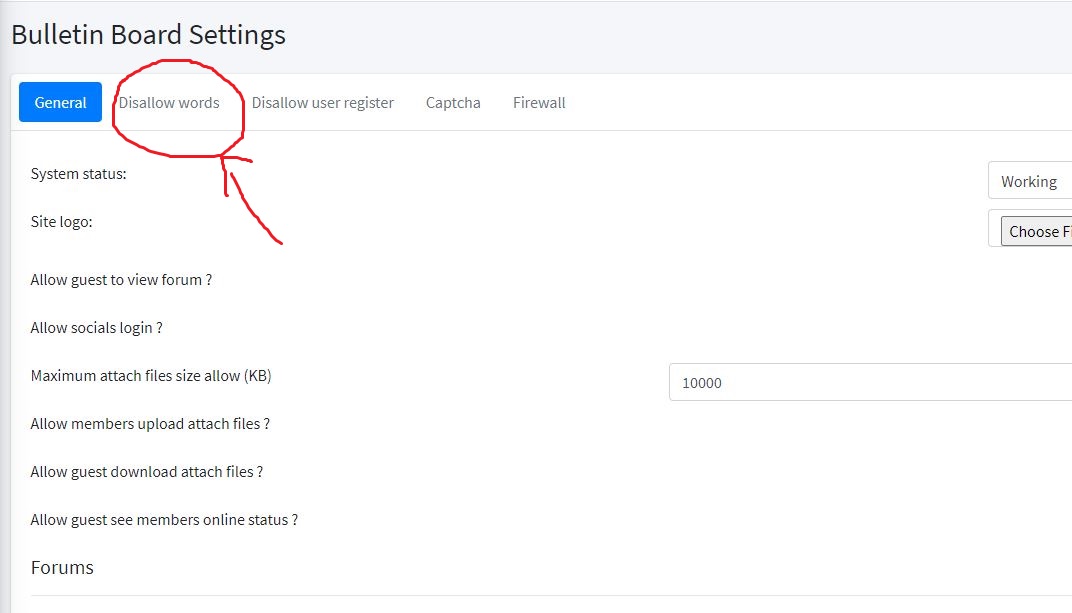 Bulletin Board Settings
General Disallow words Disallow user register Captcha Firewall
System status: Working
Site logo: Choose Fi
Allow guest to view forum ?
Allow socials login ?
Maximum attach files size allow (KB) 10000
Allow members upload attach files ?
Allow guest download attach files ?
Allow guest see members online status ?
Forums